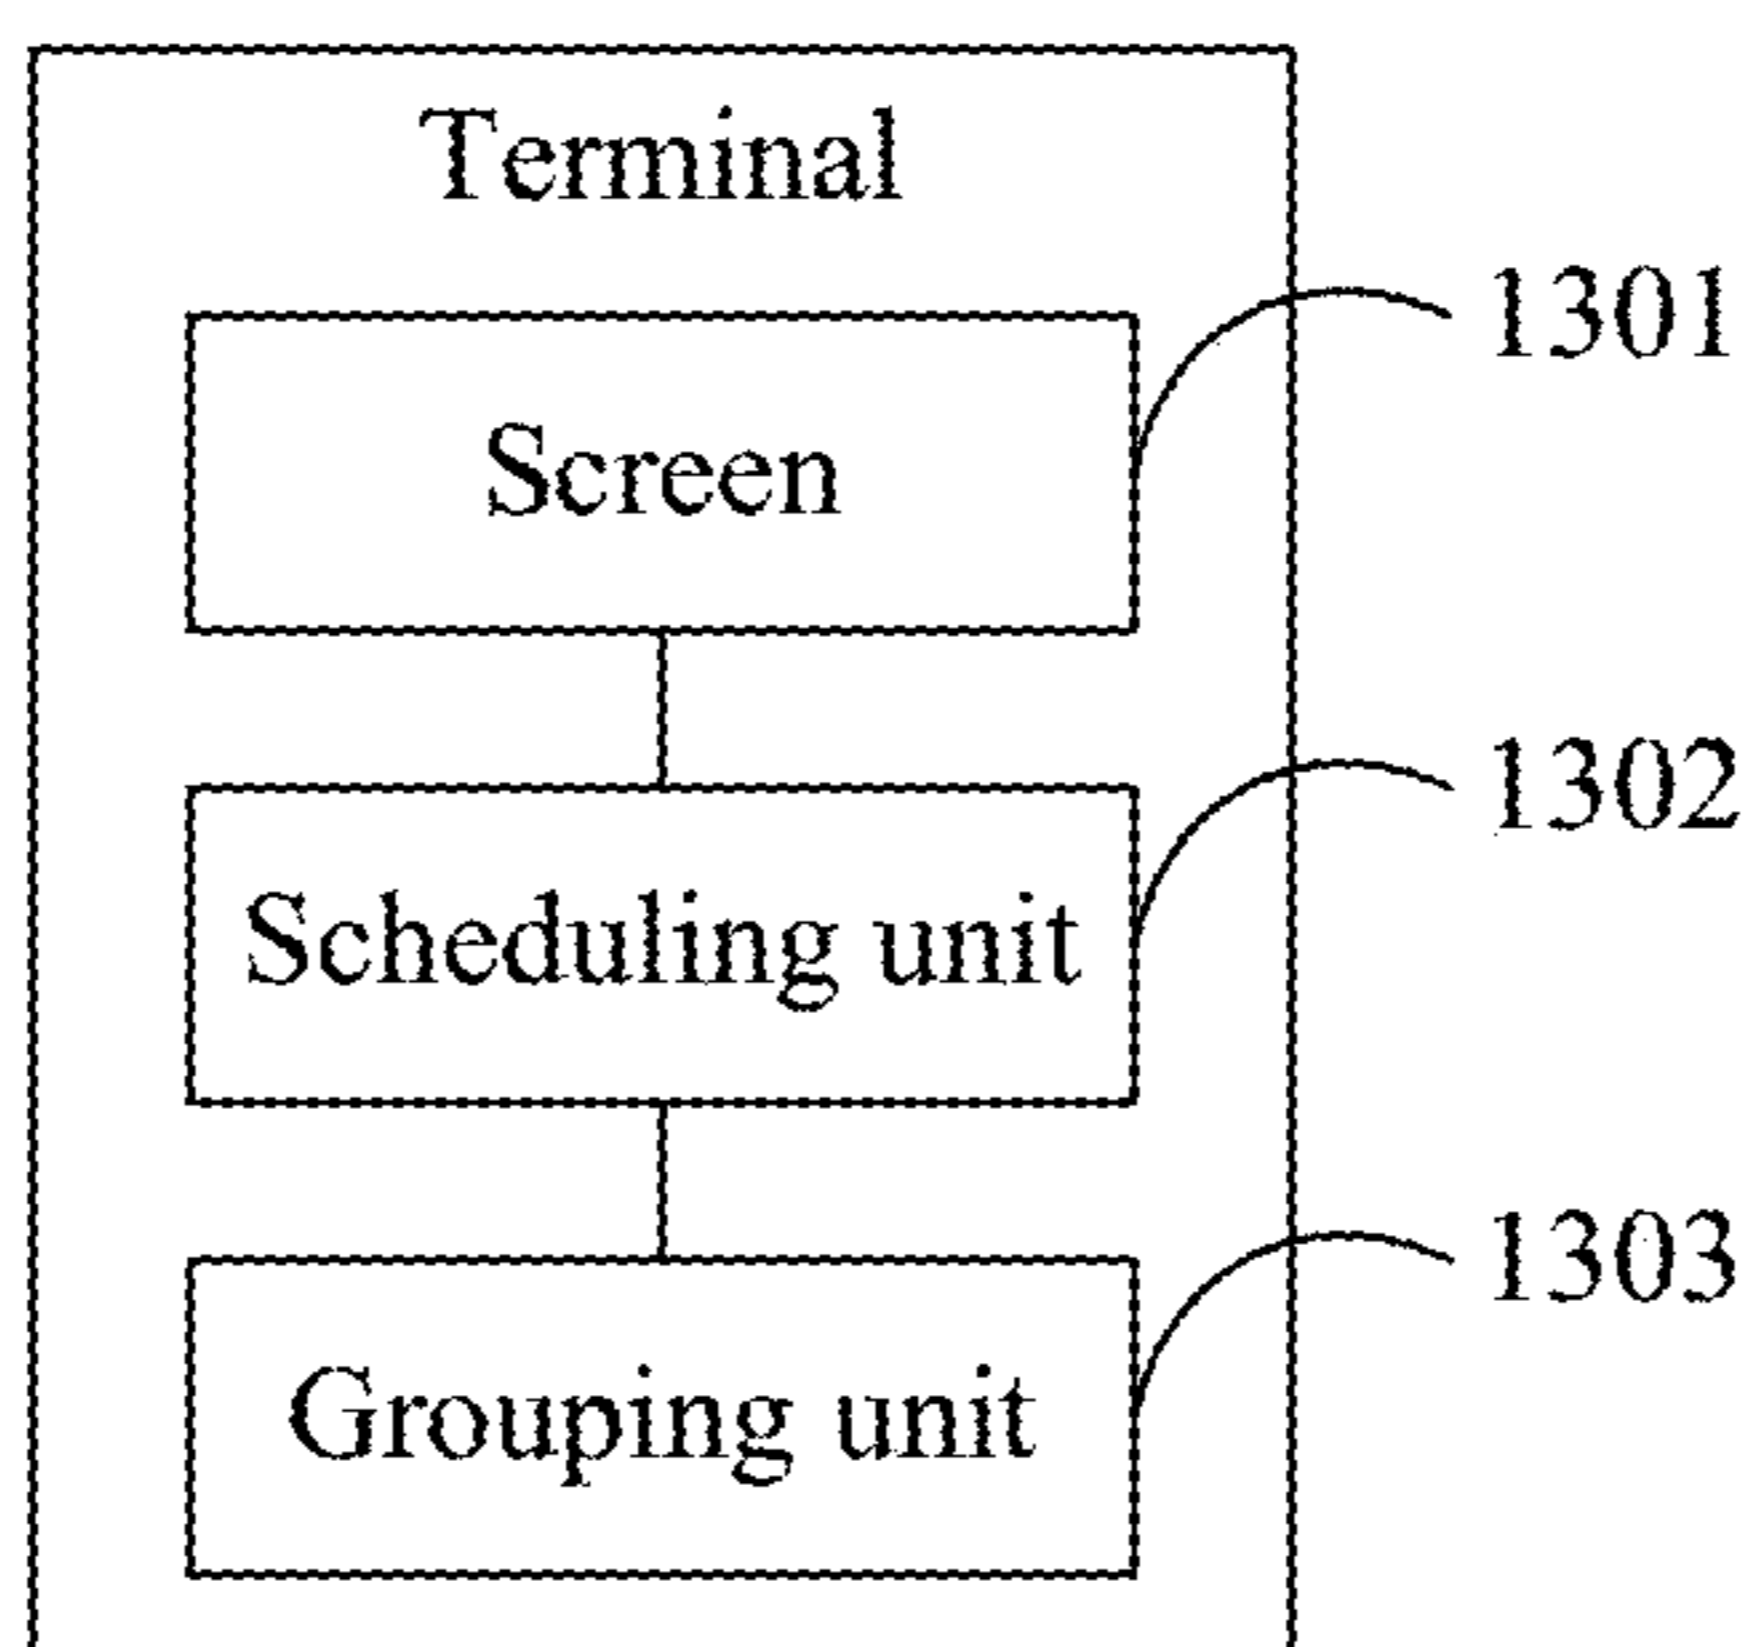 Terminal
1301
Screen
1302
Scheduling unit
1303
Grouping unit